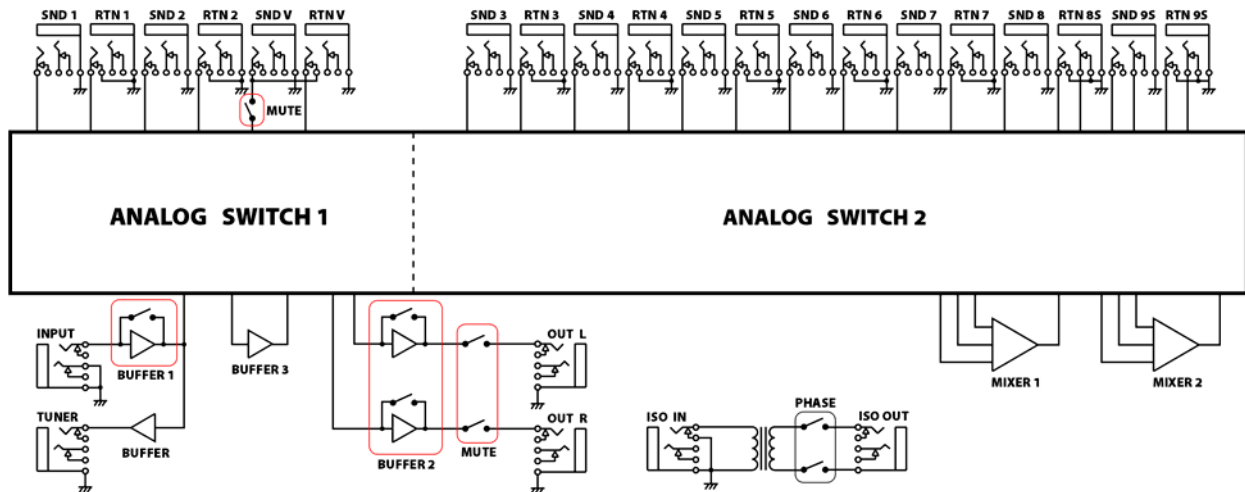 SND 1 RTN 1 SND 2 RTN 2 SND V RTN V SND 3 RTN 3 SND 4 RTN 4 SND 5 RTN 5 SND 6 RTN 6 SND 7 RTN 7 SND 8 RTN 8S SND 9S RTN 9S
MUTE
ANALOG SWITCH 1 ANALOG SWITCH 2
INPUT
BUFFER 1
BUFFER 3
OUT L
MIXER 1
MIXER 2
TUNER
BUFFER
BUFFER 2
MUTE
OUT R
ISO IN
PHASE
ISO OUT